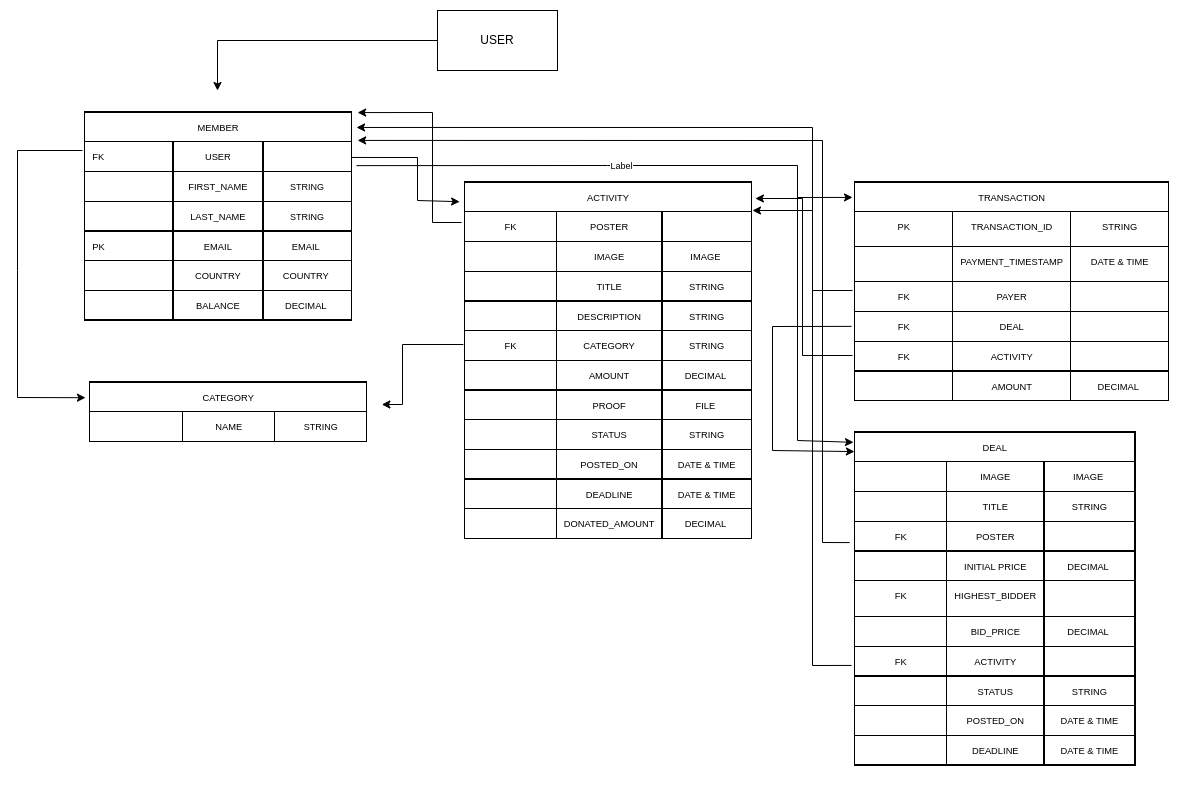 USER
MEMBER
FK USER
FIRST_NAME STRING
LAST_NAME STRING
PK EMAIL EMAIL
COUNTRY COUNTRY
BALANCE DECIMAL
Label
CATEGORY
NAME STRING
ACTIVITY
FK POSTER
IMAGE IMAGE
TITLE STRING
DESCRIPTION STRING
FK CATEGORY STRING
AMOUNT DECIMAL
PROOF FILE
STATUS STRING
POSTED_ON DATE & TIME
DEADLINE DATE & TIME
DONATED_AMOUNT DECIMAL
TRANSACTION
PK TRANSACTION_ID STRING
PAYMENT_TIMESTAMP DATE & TIME
FK PAYER
FK DEAL
FK ACTIVITY
AMOUNT DECIMAL
DEAL
IMAGE IMAGE
TITLE STRING
FK POSTER
INITIAL PRICE DECIMAL
FK HIGHEST_BIDDER
BID_PRICE DECIMAL
FK ACTIVITY
STATUS STRING
POSTED_ON DATE & TIME
DEADLINE DATE & TIME